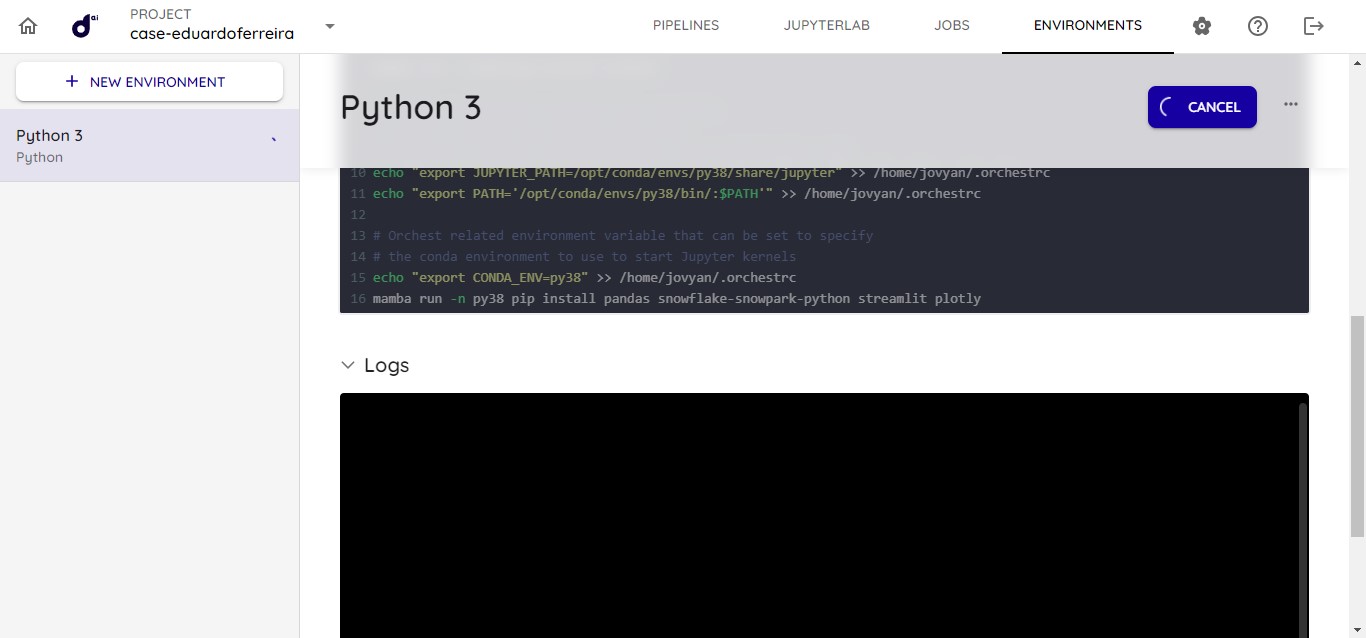 PROJECT
case-eduardoferreira
PIPELINES
JUPYTERLAB
JOBS
ENVIRONMENTS
ai
+ NEW ENVIRONMENT
Python 3
Python
Python 3
CANCEL
10 echo "export JUPYTER_PATH=/opt/conda/envs/py38/share/jupyter" >> /home/jovyan/.orchestrc
11 echo "export PATH='/opt/conda/envs/py38/bin/:$PATH'" >> /home/jovyan/.orchestrc
12
13 # Orchest related environment variable that can be set to specify
14 # the conda environment to use to start Jupyter kernels
15 echo "export CONDA_ENV=py38" >> /home/jovyan/.orchestrc
16 mamba run -n py38 pip install pandas snowflake-snowpark-python streamlit plotly
Logs